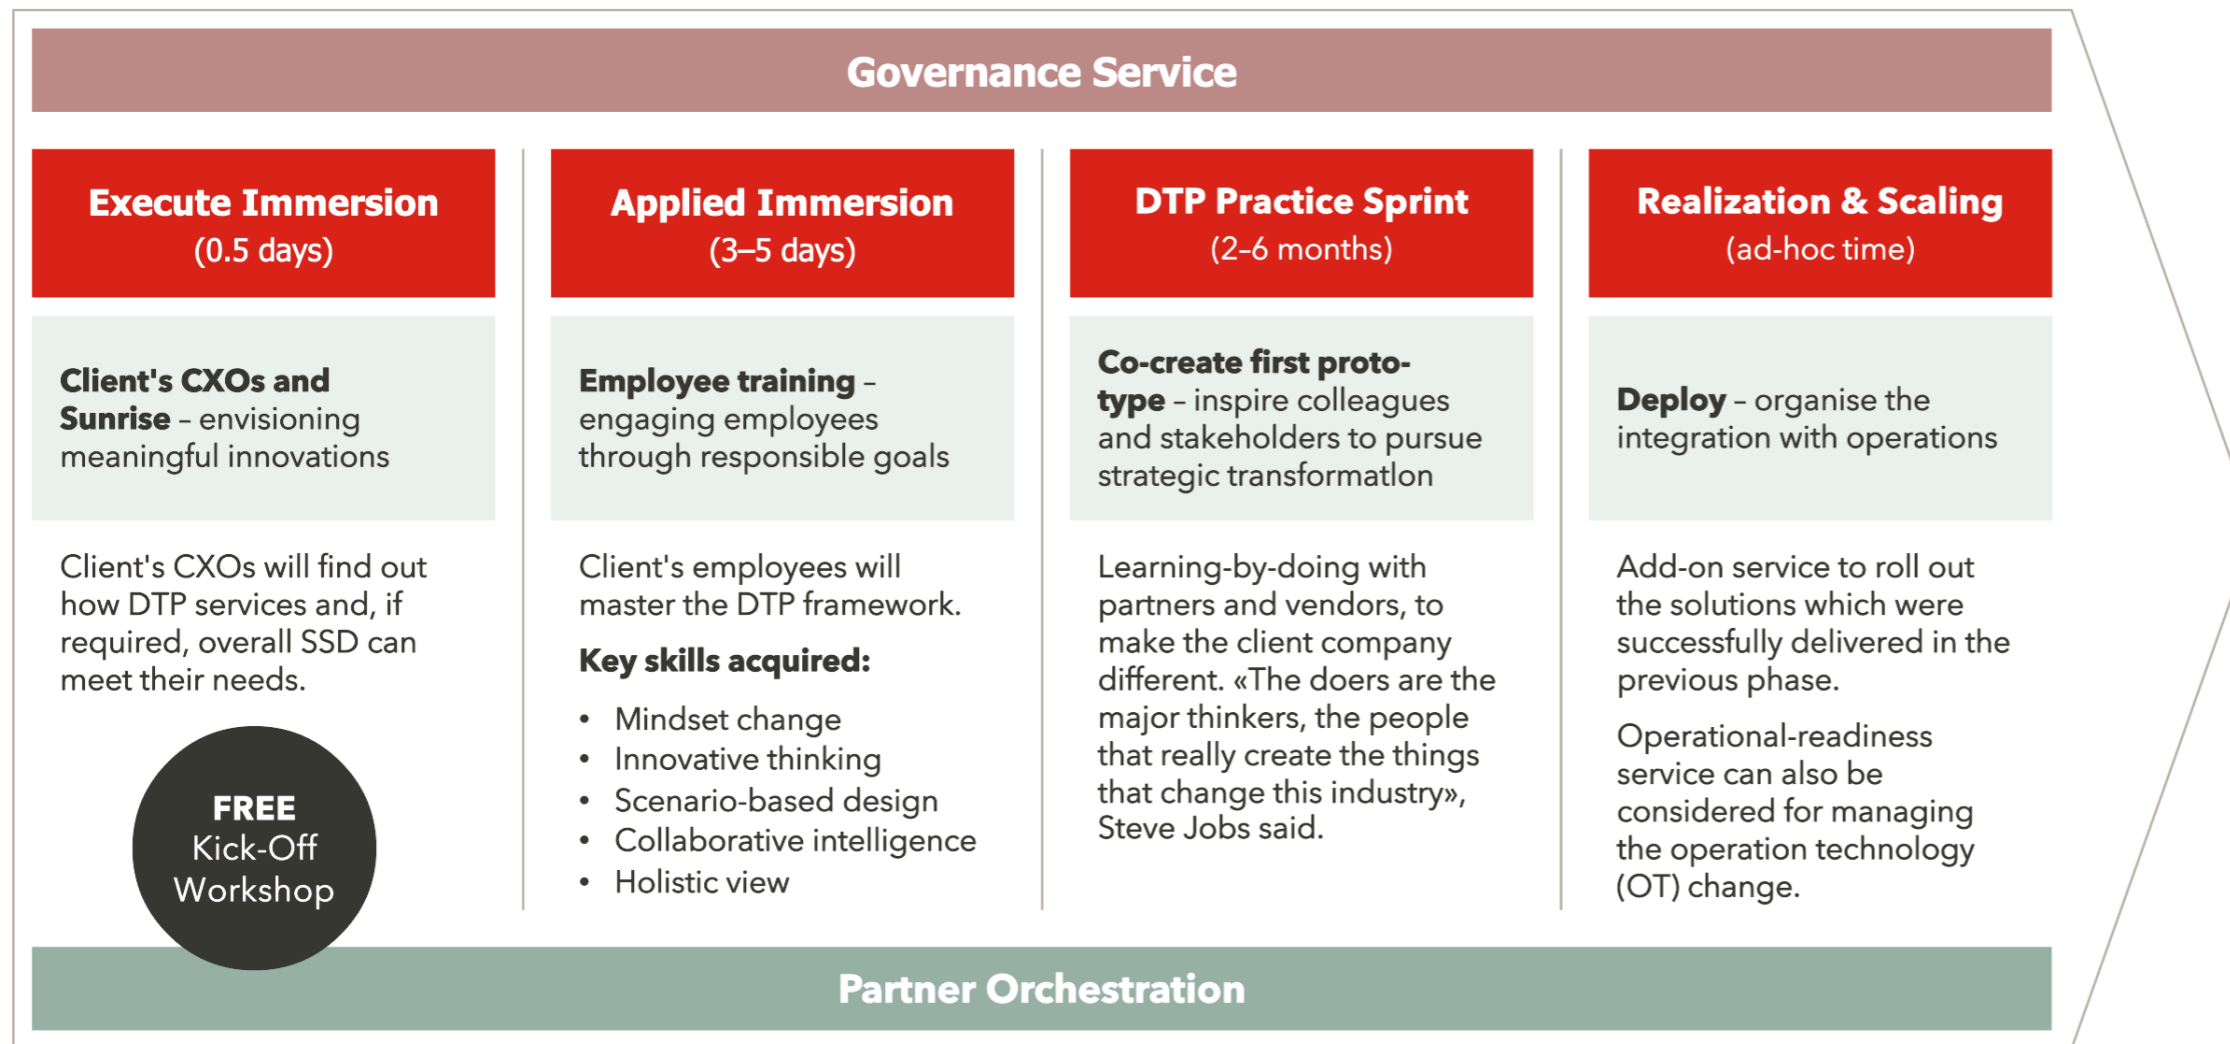 Governance Service
Execute Immersion
(0.5 days)
Client's CXOs and
Sunrise – envisioning
meaningful innovations
Client's CXOs will find out
how DTP services and, if
required, overall SSD can
meet their needs.
FREE
Kick-Off
Workshop
Applied Immersion
(3–5 days)
Employee training –
engaging employees
through responsible goals
Client's employees will
master the DTP framework.
Key skills acquired:
• Mindset change
• Innovative thinking
• Scenario-based design
• Collaborative intelligence
• Holistic view
DTP Practice Sprint
(2–6 months)
Co-create first proto-
type – inspire colleagues
and stakeholders to pursue
strategic transformatlon
Learning-by-doing with
partners and vendors, to
make the client company
different. «The doers are the
major thinkers, the people
that really create the things
that change this industry»,
Steve Jobs said.
Realization & Scaling
(ad-hoc time)
Deploy – organise the
integration with operations
Add-on service to roll out
the solutions which were
successfully delivered in the
previous phase.
Operational-readiness
service can also be
considered for managing
the operation technology
(OT) change.
Partner Orchestration